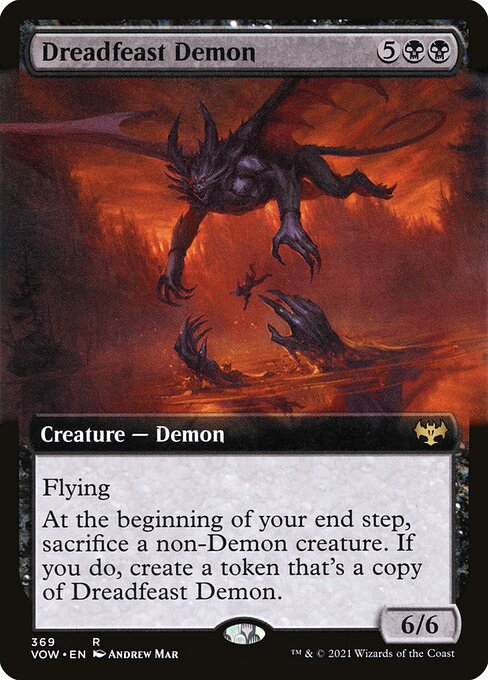 Dreadfeast Demon 5
Creature — Demon
Flying
At the beginning of your end step,
sacrifice a non-Demon creature. If
you do, create a token that's a copy
of Dreadfeast Demon.
6/6
369 R
VOW • EN Andrew Mar ™ & © 2021 Wizards of the Coast